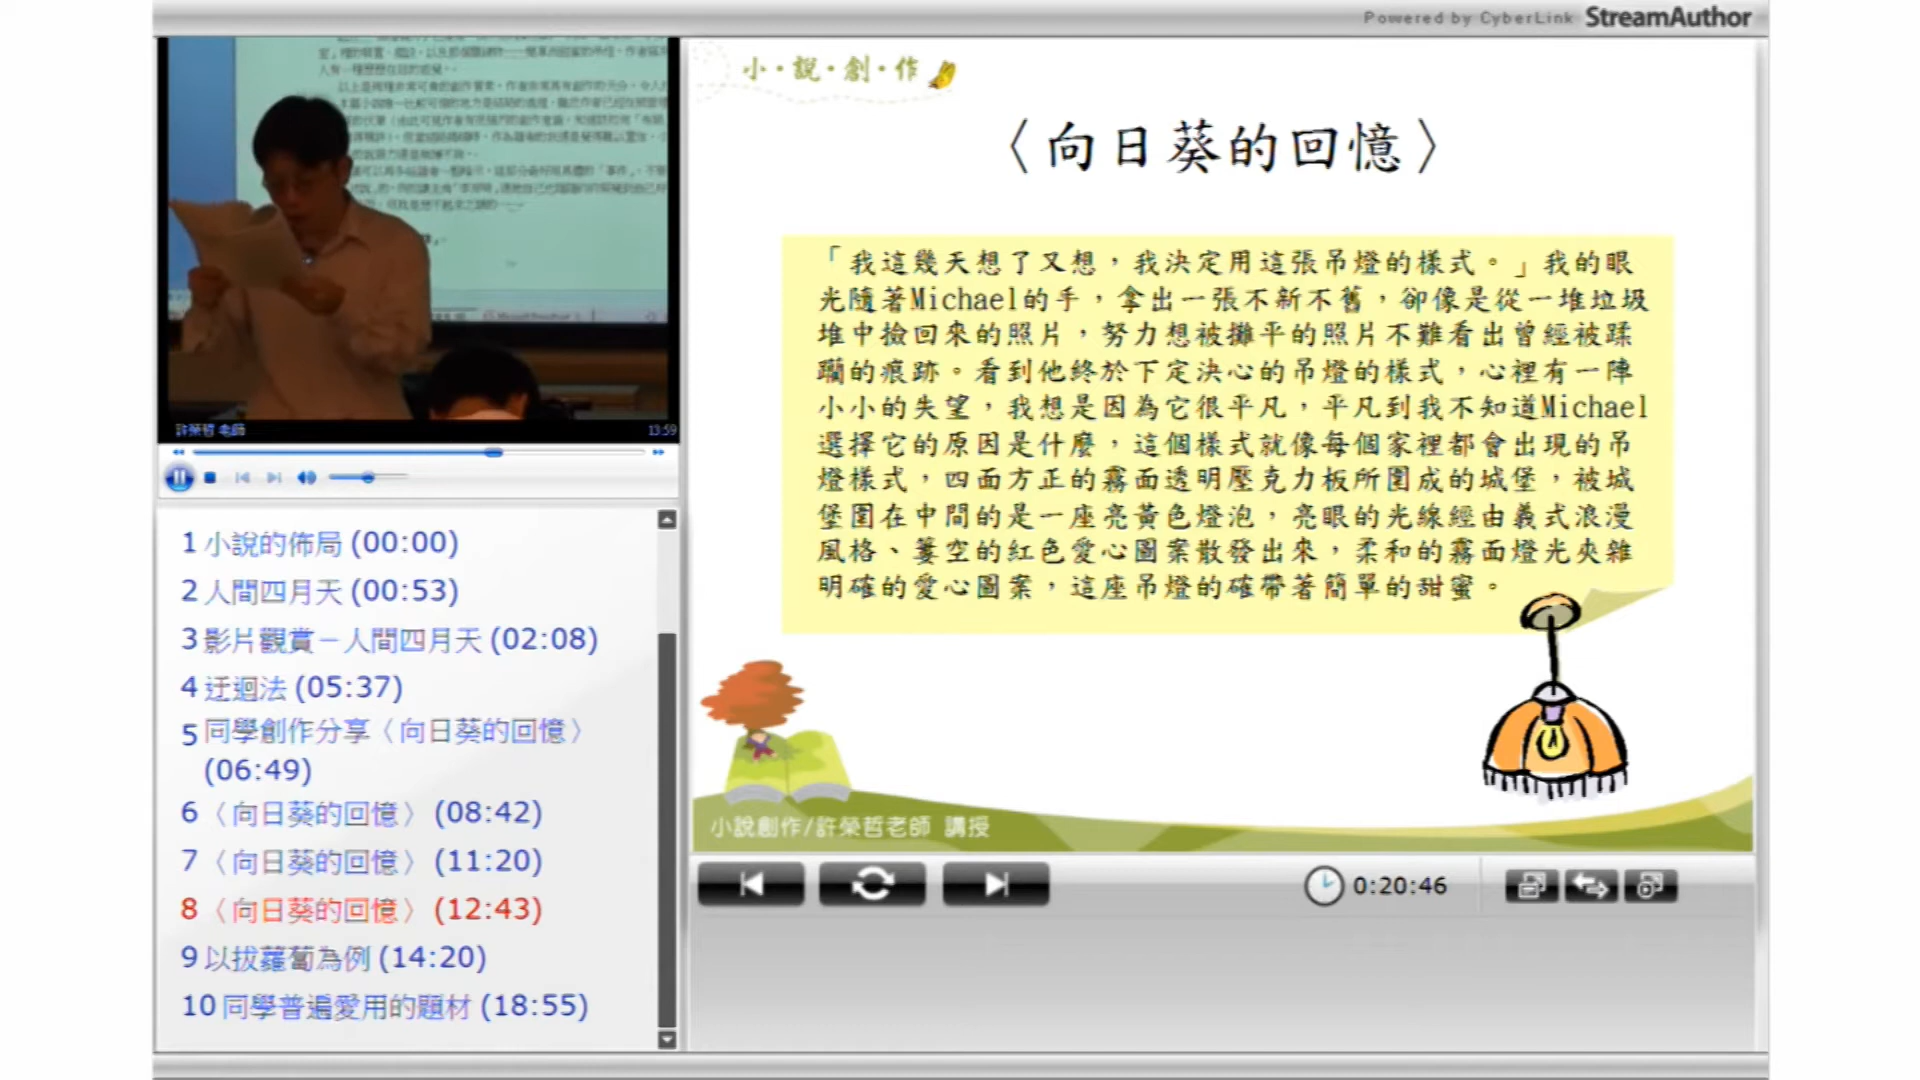 Powered by CyberLink StreamAuthor
許榮哲 老師
13:59
1 小說的佈局 (00:00)
2 人間四月天 (00:53)
3 影片觀賞－人間四月天 (02:08)
4 迂迴法 (05:37)
5 同學創作分享〈向日葵的回憶〉
(06:49)
6 〈向日葵的回憶〉 (08:42)
7 〈向日葵的回憶〉 (11:20)
8 〈向日葵的回憶〉 (12:43)
9 以拔蘿蔔為例 (14:20)
10 同學普遍愛用的題材 (18:55)
小·說·創·作
〈向日葵的回憶〉
「我這幾天想了又想，我決定用這張吊燈的樣式。」我的眼
光隨著Michael的手，拿出一張不新不舊，卻像是從一堆垃圾
堆中撿回來的照片，努力想被攤平的照片不難看出曾經被蹂
躪的痕跡。看到他終於下定決心的吊燈的樣式，心裡有一陣
小小的失望，我想是因為它很平凡，平凡到我不知道Michael
選擇它的原因是什麼，這個樣式就像每個家裡都會出現的吊
燈樣式，四面方正的霧面透明壓克力板所圍成的城堡，被城
堡圍在中間的是一座亮黃色燈泡，亮眼的光線經由義式浪漫
風格、簍空的紅色愛心圖案散發出來，柔和的霧面燈光夾雜
明確的愛心圖案，這座吊燈的確帶著簡單的甜蜜。
小說創作/許榮哲老師 講授
0:20:46